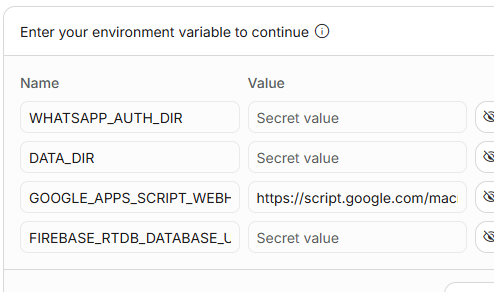 Enter your environment variable to continue
Name Value
WHATSAPP_AUTH_DIR Secret value
DATA_DIR Secret value
GOOGLE_APPS_SCRIPT_WEBH https://script.google.com/mac
FIREBASE_RTDB_DATABASE_U Secret value